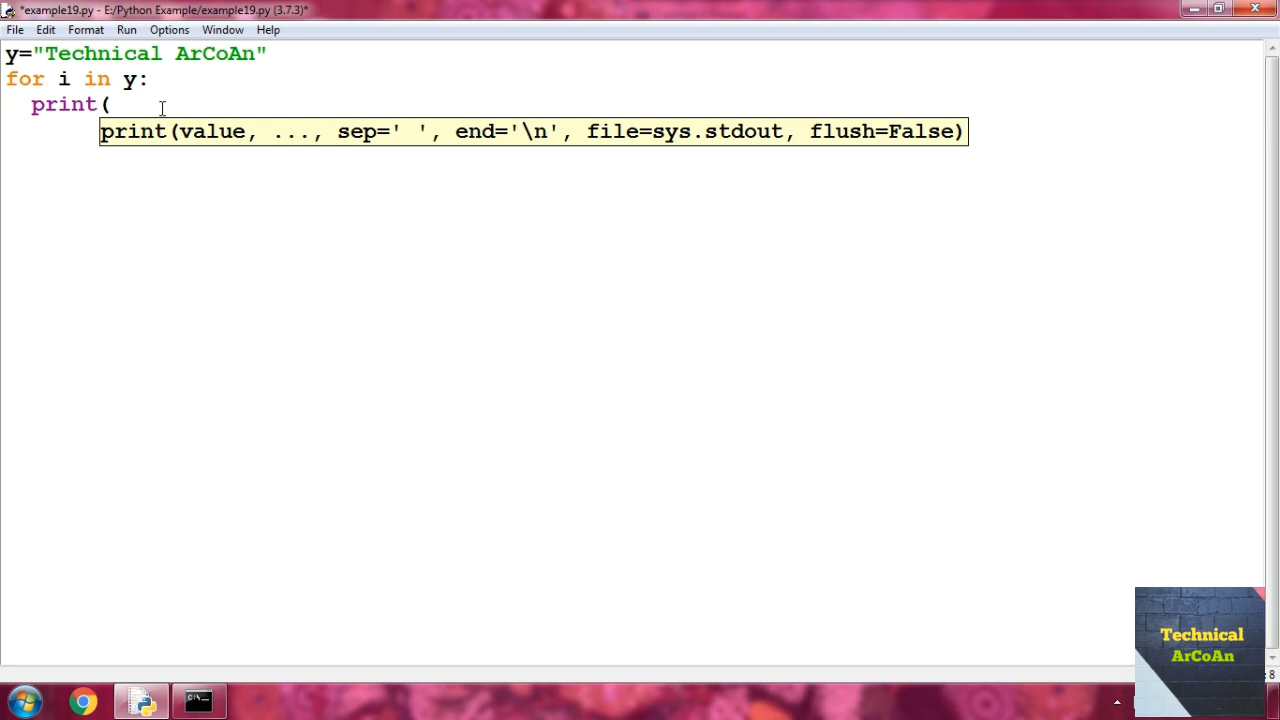 *example19.py - E:/Python Example/example19.py (3.7.3)*
File Edit Format Run Options Window Help
y="Technical ArCoAn"
for i in y:
  print(
print(value, ..., sep=' ', end='\n', file=sys.stdout, flush=False)
Technical
ArCoAn
: 8
C:\